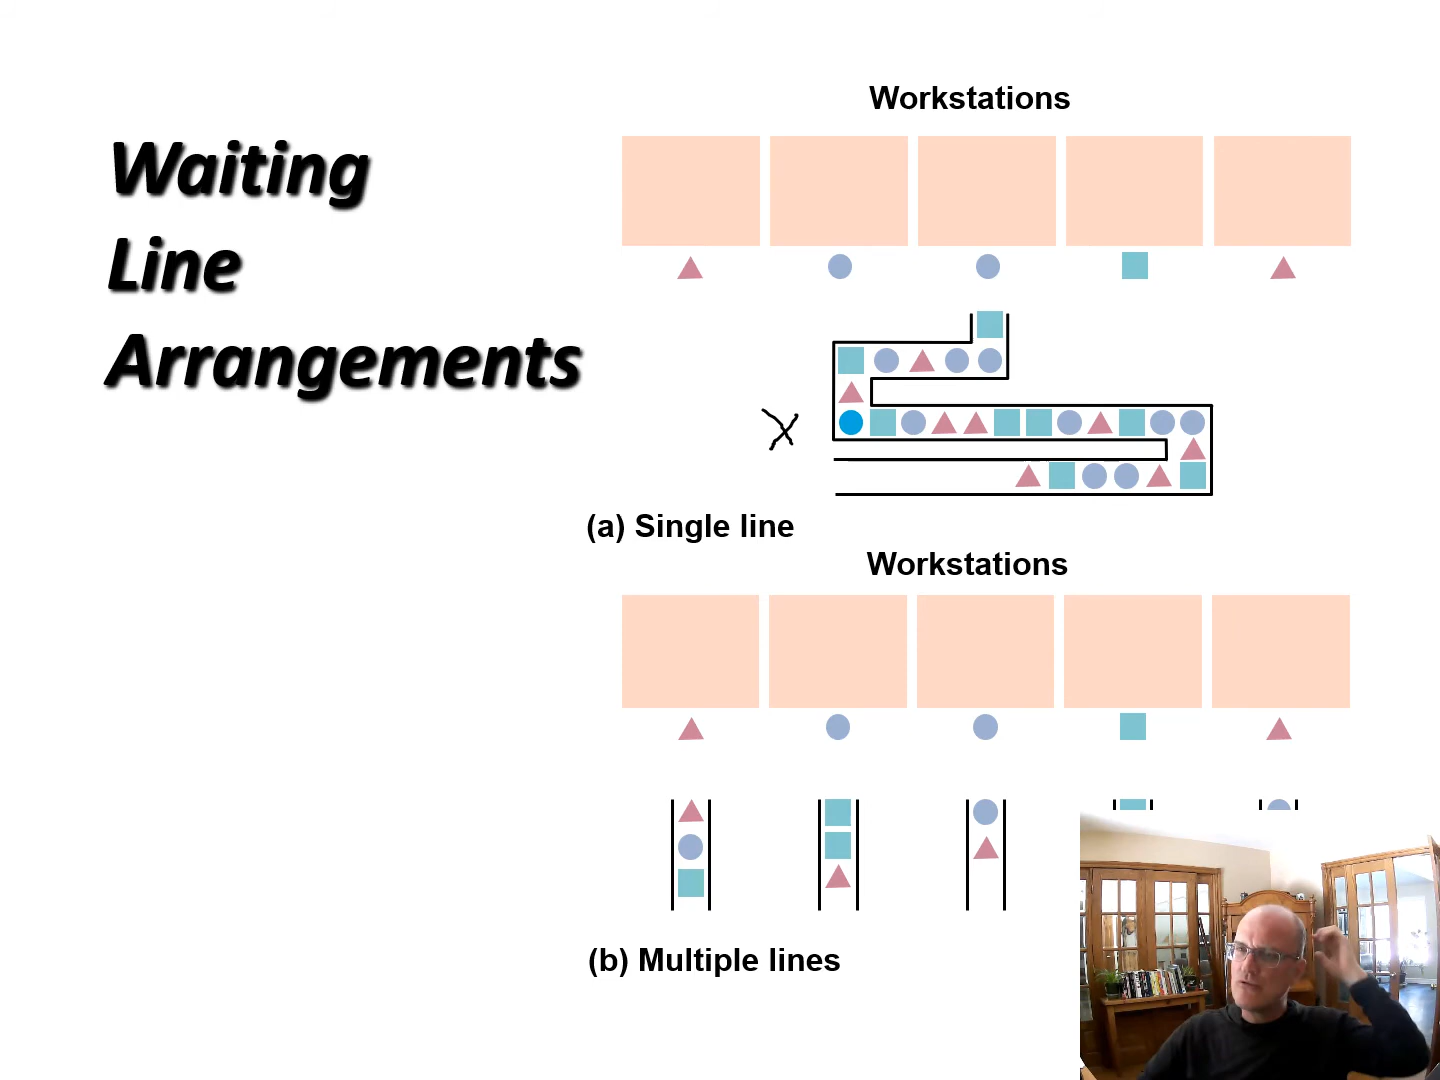 Waiting
Line
Arrangements
Workstations
X
(a) Single line
Workstations
(b) Multiple lines